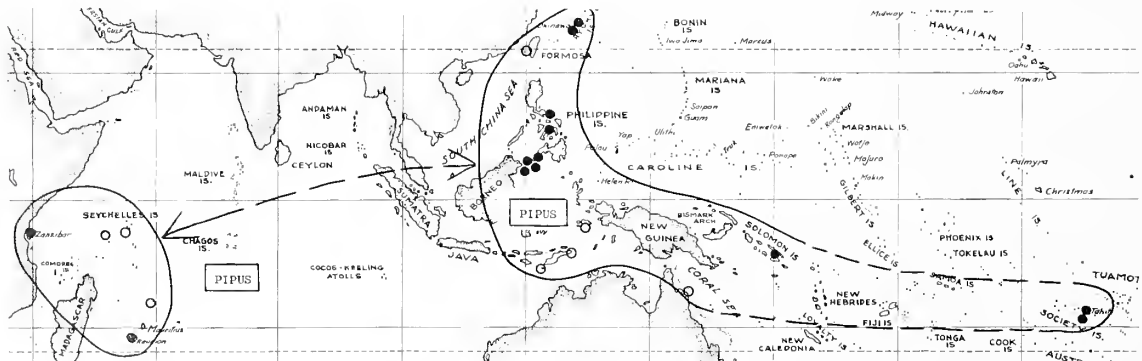 PERSIAN GULF
RED SEA
Okinawa
BONIN
IS
Iwo Jima
Marcus
Midway
HAWAIIAN
IS.
Oahu
Hawaii
FORMOSA
MARIANA
IS
Wake
Johnston
ANDAMAN
IS
SOUTH CHINA SEA
PHILIPPINE
IS.
Saipan
Guam
Bikini
Rongelap
Eniwetok
MARSHALL IS.
NICOBAR
IS
CEYLON
Yap
Ulithi
Palau
Truk
Ponape
Wotje
Majuro
Makin
Palmyra
MALDIVE
IS.
CAROLINE IS.
LINE IS
Christmas
BORNEO
SUMATRA
Helen
GILBERT IS
SEYCHELLES IS
PIPUS
BISMARK
ARCH
NEW
GUINEA
SOLOMON IS
PHOENIX IS
TOKELAU IS
Zanzibar
CHAGOS
IS.
JAVA
ELLICE IS
COMORES
IS
PIPUS
COCOS-KEELING
ATOLLS
CORAL SEA
SAMOA IS
TUAMOT
MADAGASCAR
Mauritius
Reunion
NEW
HEBRIDES
SOCIETY IS.
Tahiti
LOYALTY IS
FIJI IS
NEW
CALEDONIA
TONGA
IS
COOK
IS
AUST